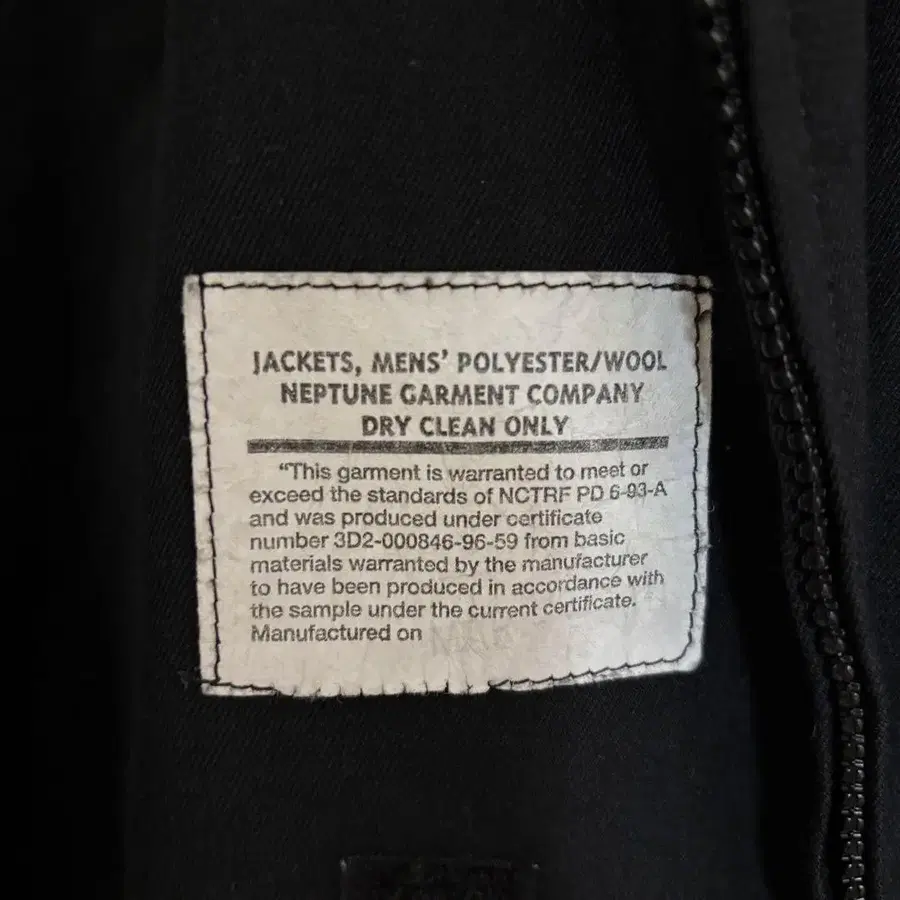 JACKETS, MENS' POLYESTER/WOOL
NEPTUNE GARMENT COMPANY
DRY CLEAN ONLY
"This garment is warranted to meet or
exceed the standards of NCTRF PD 6-93-A
and was produced under certificate
number 3D2-000846-96-59 from basic
materials warranted by the manufacturer
to have been produced in accordance with
the sample under the current certificate.
Manufactured on